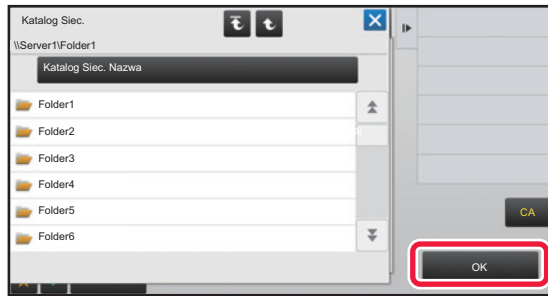 Katalog Siec.
\\Server1\Folder1
Katalog Siec. Nazwa
Folder1
Folder2
Folder3
Folder4
Folder5
Folder6
CA
OK